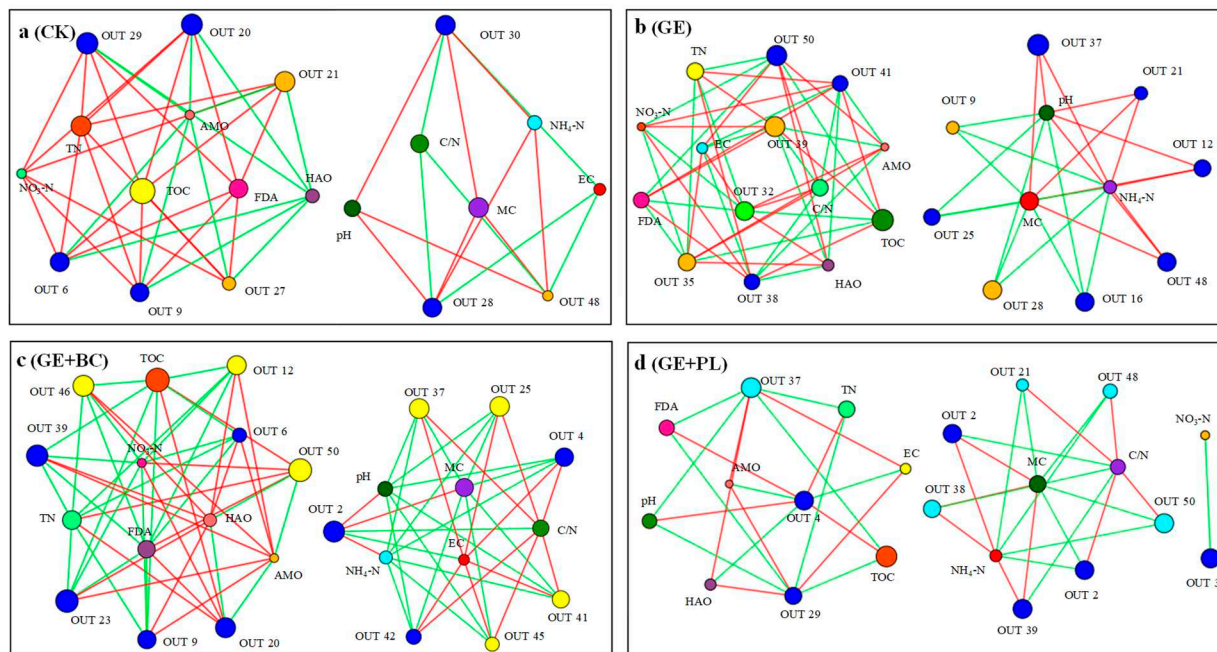 a (CK)
OUT 29
OUT 20
OUT 21
AMO
TN
NO₃-N
TOC
FDA
HAO
OUT 6
OUT 9
OUT 27
OUT 30
NH₄-N
C/N
EC
MC
pH
OUT 28
OUT 48
b (GE)
OUT 50
TN
OUT 41
NO₃-N
EC
OUT 39
AMO
OUT 32
C/N
FDA
TOC
OUT 35
OUT 38
HAO
OUT 37
OUT 21
OUT 9
pH
OUT 12
NH₄-N
MC
OUT 25
OUT 48
OUT 28
OUT 16
c (GE+BC)
TOC
OUT 12
OUT 46
OUT 39
OUT 6
NO₃-N
OUT 50
TN
FDA
HAO
AMO
OUT 23
OUT 9
OUT 20
OUT 37
OUT 25
OUT 4
pH
MC
OUT 2
C/N
EC
NH₄-N
OUT 41
OUT 42
OUT 45
d (GE+PL)
OUT 37
TN
FDA
EC
AMO
pH
OUT 4
TOC
HAO
OUT 29
OUT 21
OUT 48
OUT 2
MC
C/N
OUT 38
OUT 50
NH₄-N
OUT 2
OUT 39
NO₃-N
OUT 3